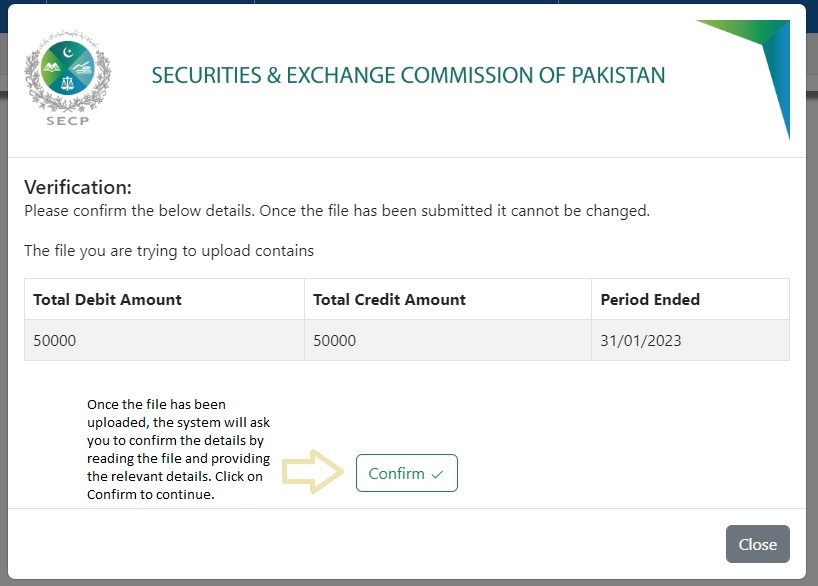 SECP
SECURITIES & EXCHANGE COMMISSION OF PAKISTAN
Verification:
Please confirm the below details. Once the file has been submitted it cannot be changed.
The file you are trying to upload contains
Total Debit Amount Total Credit Amount Period Ended
50000 50000 31/01/2023
Once the file has been
uploaded, the system will ask
you to confirm the details by
reading the file and providing
the relevant details. Click on
Confirm to continue.
Confirm ✓
Close